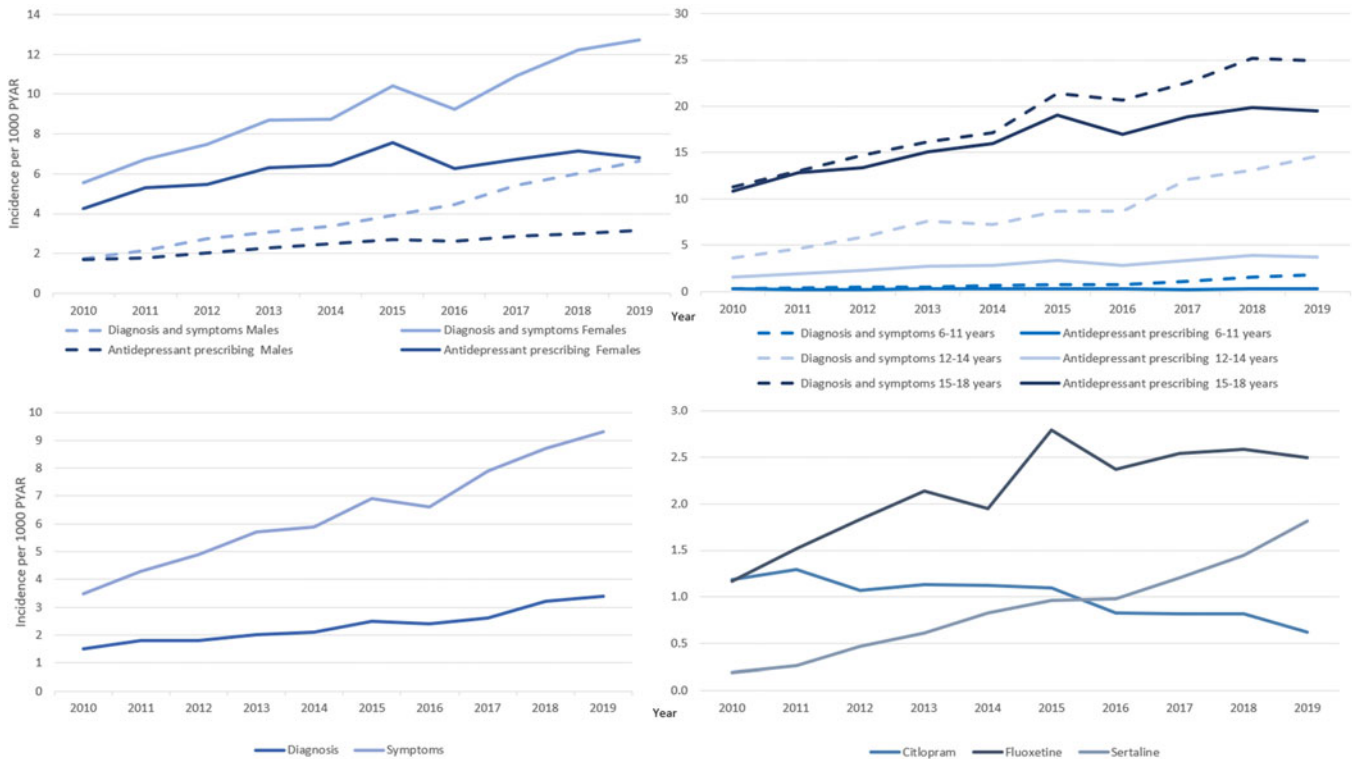 14
12
10
8
6
4
2
0
Incidence per 1000 PYAR
2010 2011 2012 2013 2014 2015 2016 2017 2018 2019
Diagnosis and symptoms Males
Diagnosis and symptoms Females
Antidepressant prescribing Males
Antidepressant prescribing Females
30
25
20
15
10
5
0
2010 2011 2012 2013 2014 2015 2016 2017 2018 2019
Year
Diagnosis and symptoms 6-11 years
Antidepressant prescribing 6-11 years
Diagnosis and symptoms 12-14 years
Antidepressant prescribing 12-14 years
Diagnosis and symptoms 15-18 years
Antidepressant prescribing 15-18 years
10
9
8
7
6
5
4
3
2
1
0
Incidence per 1000 PYAR
2010 2011 2012 2013 2014 2015 2016 2017 2018 2019
Year
Diagnosis
Symptoms
3.0
2.5
2.0
1.5
1.0
0.5
0.0
2010 2011 2012 2013 2014 2015 2016 2017 2018 2019
Citlopram
Fluoxetine
Sertaline